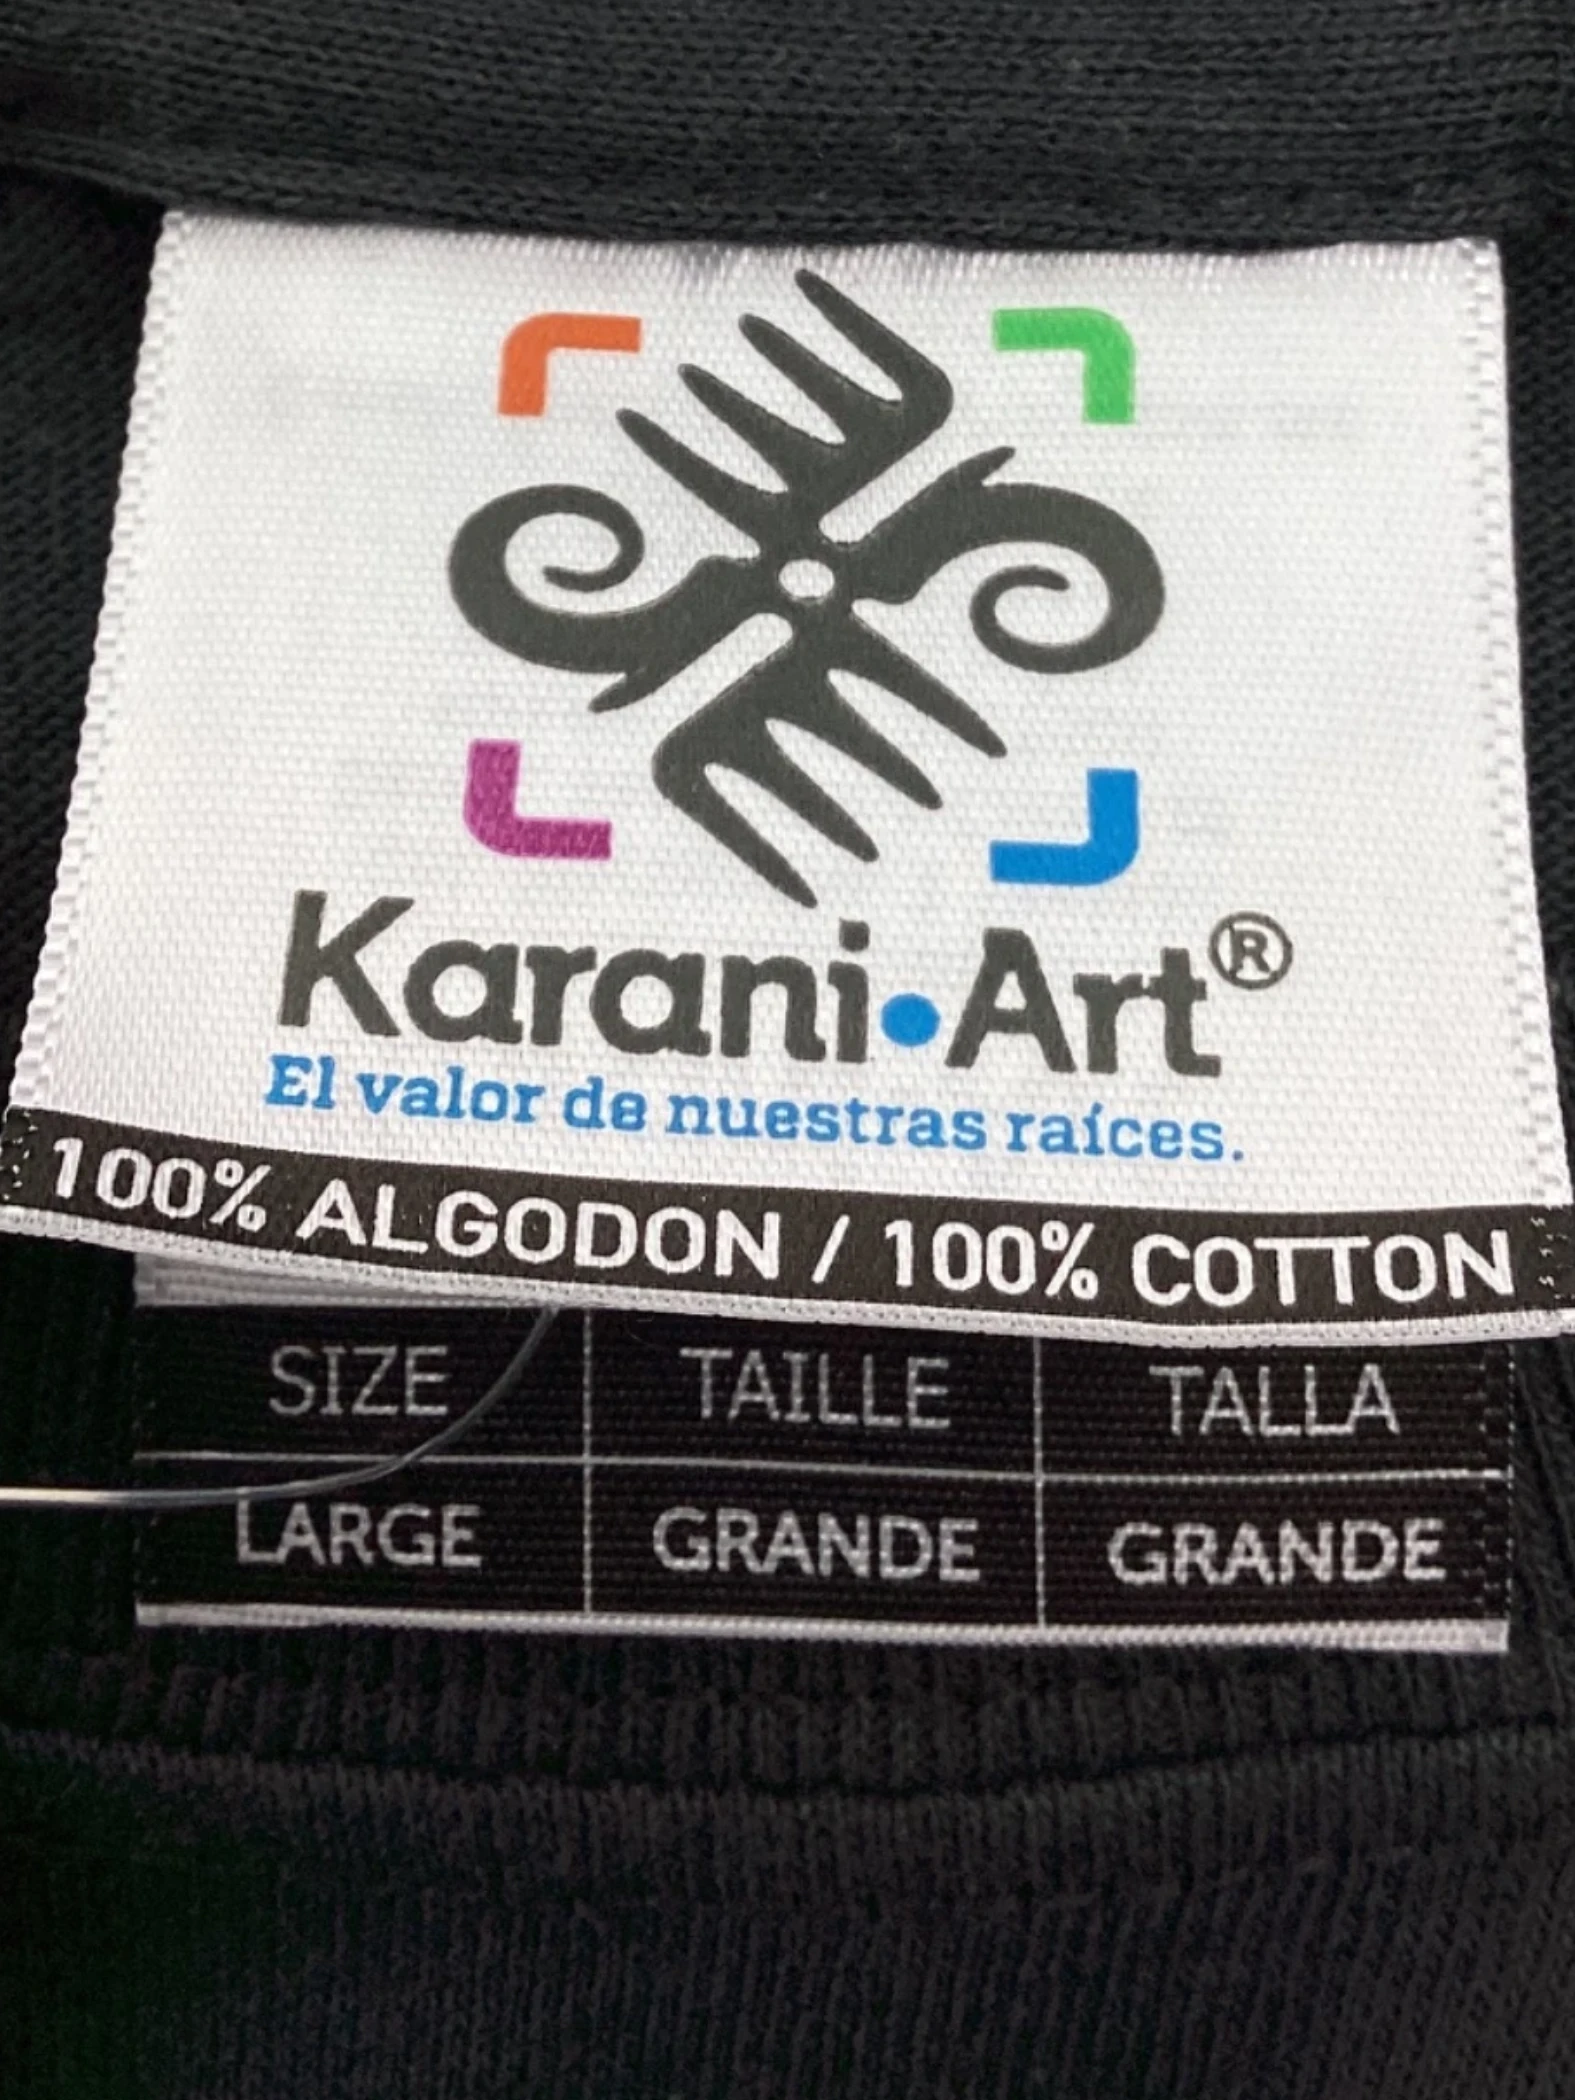 Karani•Art®
El valor de nuestras raíces.
100% ALGODON / 100% COTTON
SIZE TAILLE TALLA
LARGE GRANDE GRANDE